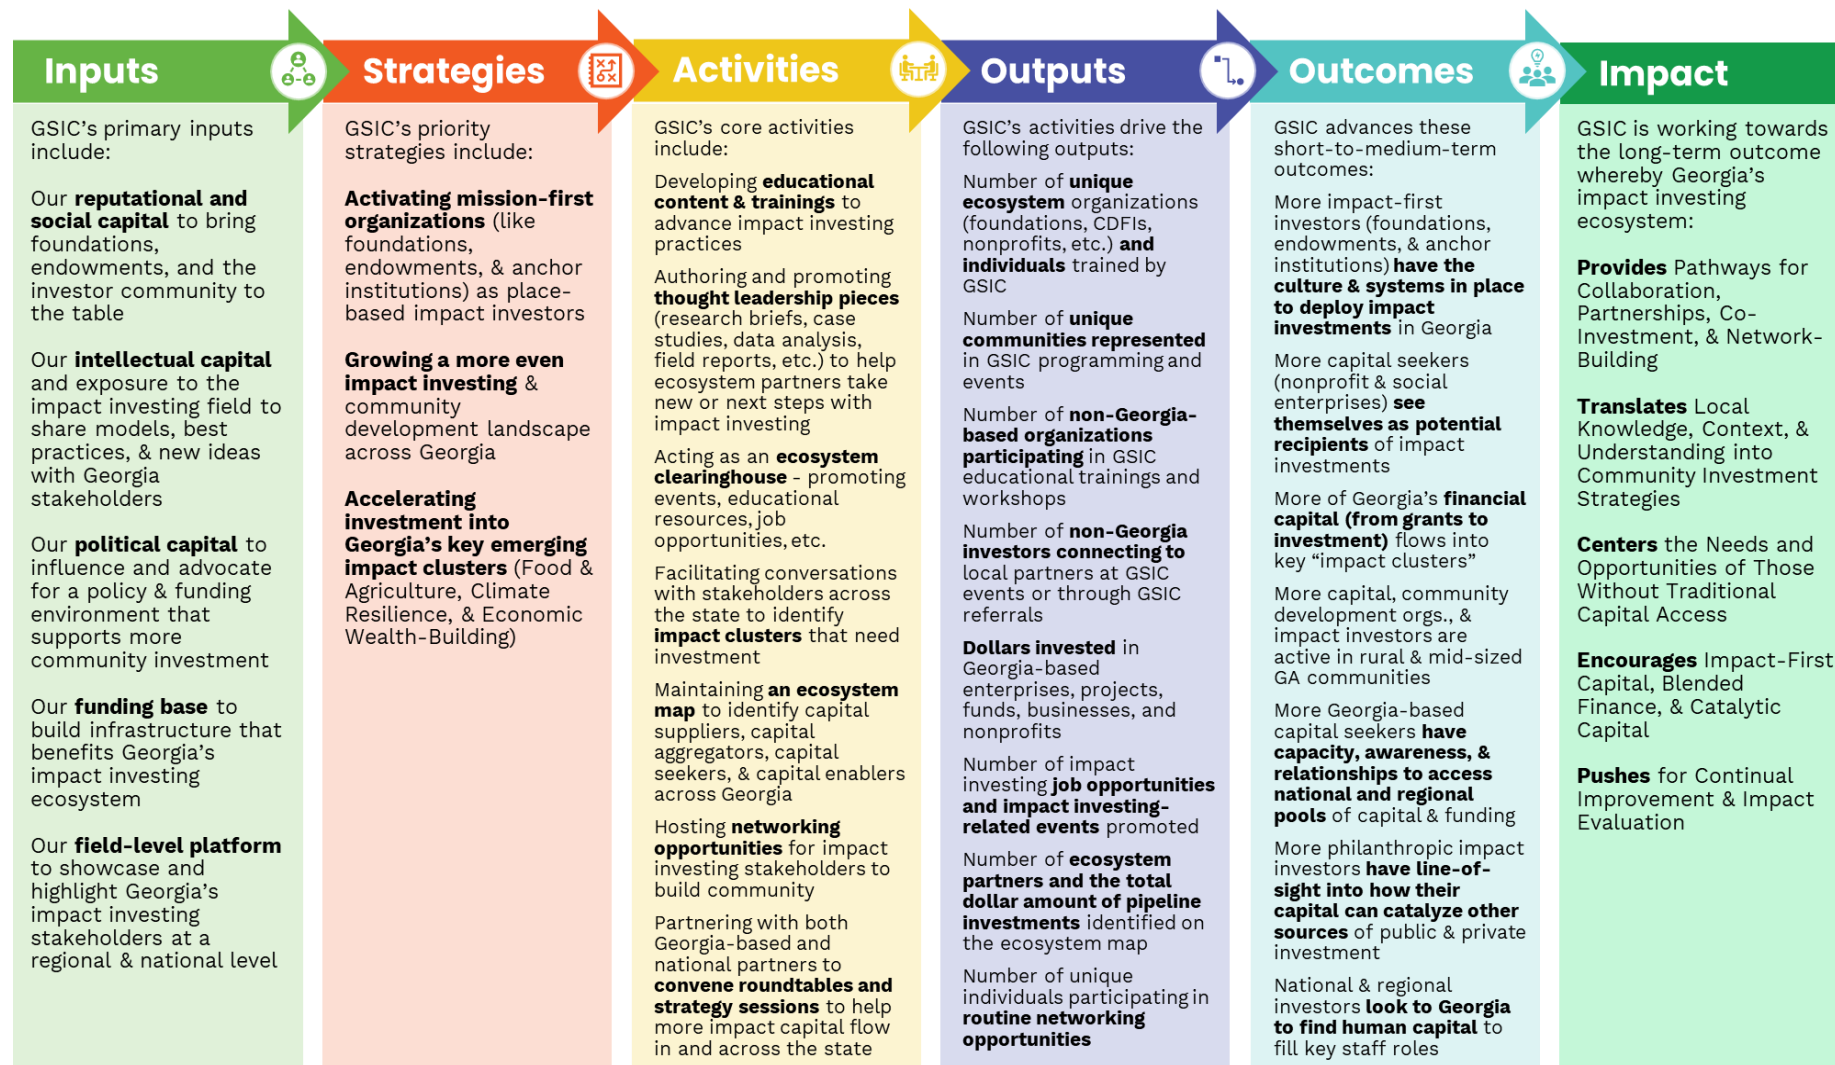 Inputs
GSIC's primary inputs
include:
Our reputational and
social capital to bring
foundations,
endowments, and the
investor community to
the table
Our intellectual capital
and exposure to the
impact investing field to
share models, best
practices, & new ideas
with Georgia
stakeholders
Our political capital to
influence and advocate
for a policy & funding
environment that
supports more
community investment
Our funding base to
build infrastructure that
benefits Georgia's
impact investing
ecosystem
Our field-level platform
to showcase and
highlight Georgia's
impact investing
stakeholders at a
regional & national level
Strategies
GSIC's priority
strategies include:
Activating mission-first
organizations (like
foundations,
endowments, & anchor
institutions) as place-
based impact investors
Growing a more even
impact investing &
community
development landscape
across Georgia
Accelerating
investment into
Georgia's key emerging
impact clusters (Food &
Agriculture, Climate
Resilience, & Economic
Wealth-Building)
Activities
GSIC's core activities
include:
Developing educational
content & trainings to
advance impact investing
practices
Authoring and promoting
thought leadership pieces
(research briefs, case
studies, data analysis,
field reports, etc.) to help
ecosystem partners take
new or next steps with
impact investing
Acting as an ecosystem
clearinghouse - promoting
events, educational
resources, job
opportunities, etc.
Facilitating conversations
with stakeholders across
the state to identify
impact clusters that need
investment
Maintaining an ecosystem
map to identify capital
suppliers, capital
aggregators, capital
seekers, & capital enablers
across Georgia
Hosting networking
opportunities for impact
investing stakeholders to
build community
Partnering with both
Georgia-based and
national partners to
convene roundtables and
strategy sessions to help
more impact capital flow
in and across the state
Outputs
GSIC's activities drive the
following outputs:
Number of unique
ecosystem organizations
(foundations, CDFIs,
nonprofits, etc.) and
individuals trained by
GSIC
Number of unique
communities represented
in GSIC programming and
events
Number of non-Georgia-
based organizations
participating in GSIC
educational trainings and
workshops
Number of non-Georgia
investors connecting to
local partners at GSIC
events or through GSIC
referrals
Dollars invested in
Georgia-based
enterprises, projects,
funds, businesses, and
nonprofits
Number of impact
investing job opportunities
and impact investing-
related events promoted
Number of ecosystem
partners and the total
dollar amount of pipeline
investments identified on
the ecosystem map
Number of unique
individuals participating in
routine networking
opportunities
Outcomes
GSIC advances these
short-to-medium-term
outcomes:
More impact-first
investors (foundations,
endowments, & anchor
institutions) have the
culture & systems in place
to deploy impact
investments in Georgia
More capital seekers
(nonprofit & social
enterprises) see
themselves as potential
recipients of impact
investments
More of Georgia's financial
capital (from grants to
investment) flows into
key “impact clusters”
More capital, community
development orgs., &
impact investors are
active in rural & mid-sized
GA communities
More Georgia-based
capital seekers have
capacity, awareness, &
relationships to access
national and regional
pools of capital & funding
More philanthropic impact
investors have line-of-
sight into how their
capital can catalyze other
sources of public & private
investment
National & regional
investors look to Georgia
to find human capital to
fill key staff roles
Impact
GSIC is working towards
the long-term outcome
whereby Georgia's
impact investing
ecosystem:
Provides Pathways for
Collaboration,
Partnerships, Co-
Investment, & Network-
Building
Translates Local
Knowledge, Context, &
Understanding into
Community Investment
Strategies
Centers the Needs and
Opportunities of Those
Without Traditional
Capital Access
Encourages Impact-First
Capital, Blended
Finance, & Catalytic
Capital
Pushes for Continual
Improvement & Impact
Evaluation